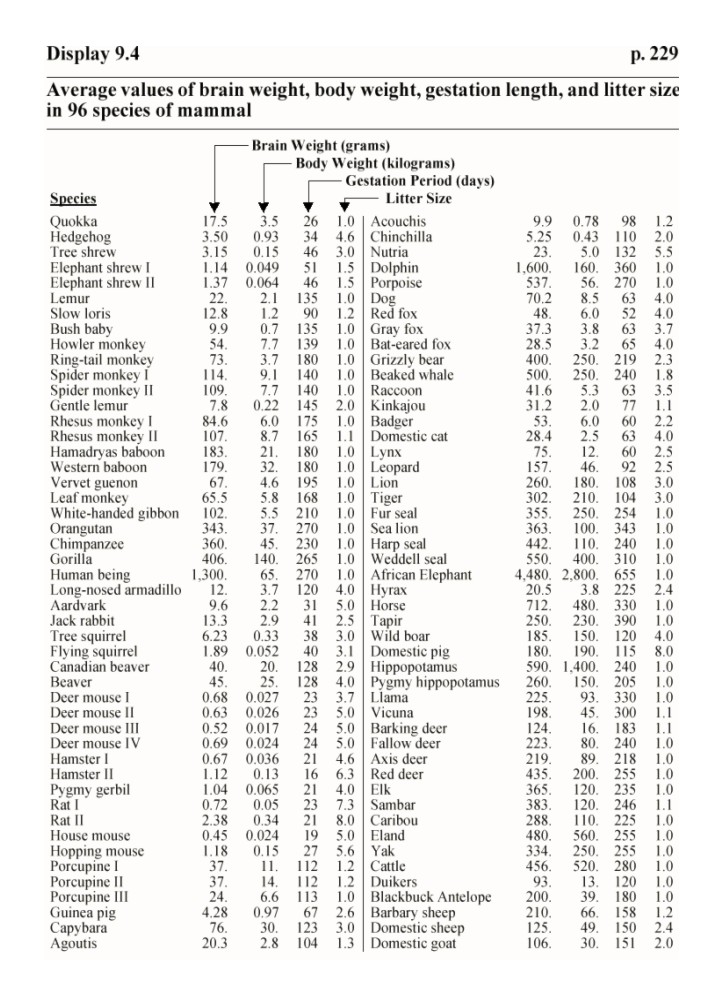 Display 9.4 p. 229
Average values of brain weight, body weight, gestation length, and litter size
in 96 species of mammal
Brain Weight (grams)
Body Weight (kilograms)
Gestation Period (days)
Species Litter Size
Quokka 17.5 3.5 26 1.0 Acouchis 9.9 0.78 98 1.2
Hedgehog 3.50 0.93 34 4.6 Chinchilla 5.25 0.43 110 2.0
Tree shrew 3.15 0.15 46 3.0 Nutria 23. 5.0 132 5.5
Elephant shrew I 1.14 0.049 51 1.5 Dolphin 1,600. 160. 360 1.0
Elephant shrew II 1.37 0.064 46 1.5 Porpoise 537. 56. 270 1.0
Lemur 22. 2.1 135 1.0 Dog 70.2 8.5 63 4.0
Slow loris 12.8 1.2 90 1.2 Red fox 48. 6.0 52 4.0
Bush baby 9.9 0.7 135 1.0 Gray fox 37.3 3.8 63 3.7
Howler monkey 54. 7.7 139 1.0 Bat-eared fox 28.5 3.2 65 4.0
Ring-tail monkey 73. 3.7 180 1.0 Grizzly bear 400. 250. 219 2.3
Spider monkey I 114. 9.1 140 1.0 Beaked whale 500. 250. 240 1.8
Spider monkey II 109. 7.7 140 1.0 Raccoon 41.6 5.3 63 3.5
Gentle lemur 7.8 0.22 145 2.0 Kinkajou 31.2 2.0 77 1.1
Rhesus monkey I 84.6 6.0 175 1.0 Badger 53. 6.0 60 2.2
Rhesus monkey II 107. 8.7 165 1.1 Domestic cat 28.4 2.5 63 4.0
Hamadryas baboon 183. 21. 180 1.0 Lynx 75. 12. 60 2.5
Western baboon 179. 32. 180 1.0 Leopard 157. 46. 92 2.5
Vervet guenon 67. 4.6 195 1.0 Lion 260. 180. 108 3.0
Leaf monkey 65.5 5.8 168 1.0 Tiger 302. 210. 104 3.0
White-handed gibbon 102. 5.5 210 1.0 Fur seal 355. 250. 254 1.0
Orangutan 343. 37. 270 1.0 Sea lion 363. 100. 343 1.0
Chimpanzee 360. 45. 230 1.0 Harp seal 442. 110. 240 1.0
Gorilla 406. 140. 265 1.0 Weddell seal 550. 400. 310 1.0
Human being 1,300. 65. 270 1.0 African Elephant 4,480. 2,800. 655 1.0
Long-nosed armadillo 12. 3.7 120 4.0 Hyrax 20.5 3.8 225 2.4
Aardvark 9.6 2.2 31 5.0 Horse 712. 480. 330 1.0
Jack rabbit 13.3 2.9 41 2.5 Tapir 250. 230. 390 1.0
Tree squirrel 6.23 0.33 38 3.0 Wild boar 185. 150. 120 4.0
Flying squirrel 1.89 0.052 40 3.1 Domestic pig 180. 190. 115 8.0
Canadian beaver 40. 20. 128 2.9 Hippopotamus 590. 1,400. 240 1.0
Beaver 45. 25. 128 4.0 Pygmy hippopotamus 260. 150. 205 1.0
Deer mouse I 0.68 0.027 23 3.7 Llama 225. 93. 330 1.0
Deer mouse II 0.63 0.026 23 5.0 Vicuna 198. 45. 300 1.1
Deer mouse III 0.52 0.017 24 5.0 Barking deer 124. 16. 183 1.1
Deer mouse IV 0.69 0.024 24 5.0 Fallow deer 223. 80. 240 1.0
Hamster I 0.67 0.036 21 4.6 Axis deer 219. 89. 218 1.0
Hamster II 1.12 0.13 16 6.3 Red deer 435. 200. 255 1.0
Pygmy gerbil 1.04 0.065 21 4.0 Elk 365. 120. 235 1.0
Rat I 0.72 0.05 23 7.3 Sambar 383. 120. 246 1.1
Rat II 2.38 0.34 21 8.0 Caribou 288. 110. 225 1.0
House mouse 0.45 0.024 19 5.0 Eland 480. 560. 255 1.0
Hopping mouse 1.18 0.15 27 5.6 Yak 334. 250. 255 1.0
Porcupine I 37. 11. 112 1.2 Cattle 456. 520. 280 1.0
Porcupine II 37. 14. 112 1.2 Duikers 93. 13. 120 1.0
Porcupine III 24. 6.6 113 1.0 Blackbuck Antelope 200. 39. 180 1.0
Guinea pig 4.28 0.97 67 2.6 Barbary sheep 210. 66. 158 1.2
Capybara 76. 30. 123 3.0 Domestic sheep 125. 49. 150 2.4
Agoutis 20.3 2.8 104 1.3 Domestic goat 106. 30. 151 2.0